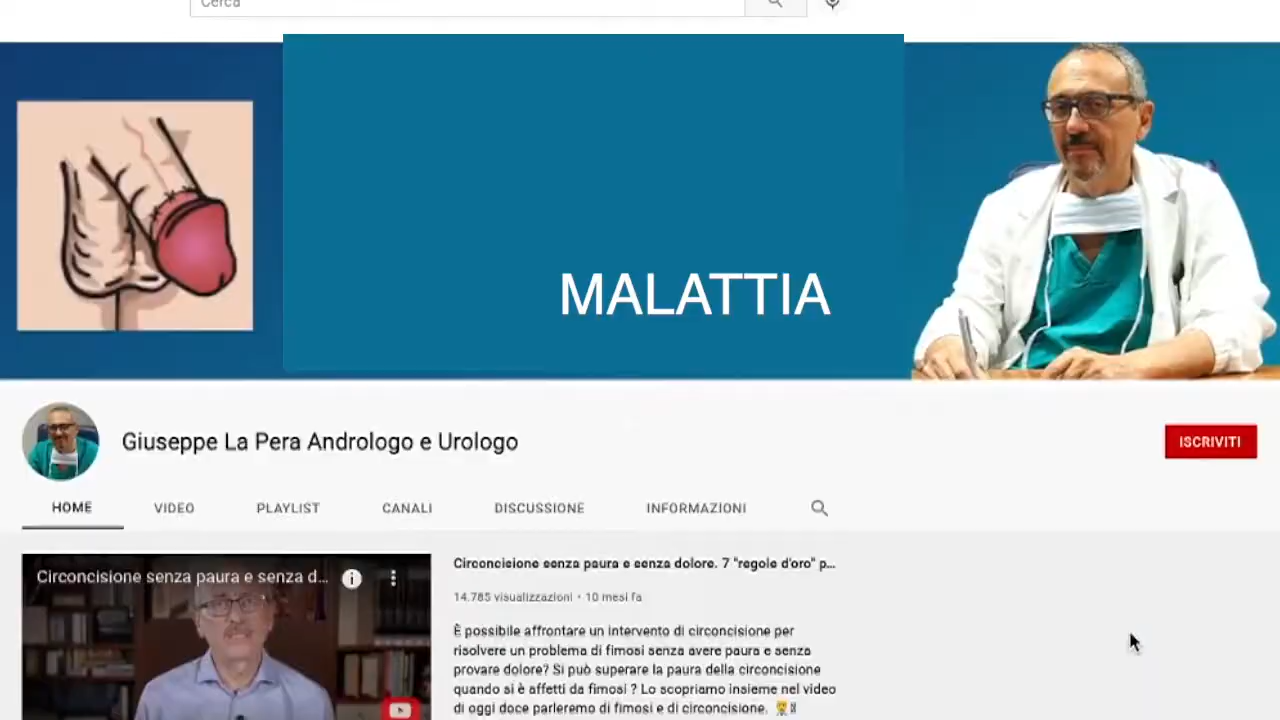 Cerca
MALATTIA
Giuseppe La Pera Andrologo e Urologo
ISCRIVITI
HOME
VIDEO
PLAYLIST
CANALI
DISCUSSIONE
INFORMAZIONI
Circoncisione senza paura e senza d...
Circoncisione senza paura e senza dolore. 7 "regole d'oro" p...
14.785 visualizzazioni • 10 mesi fa
È possibile affrontare un intervento di circoncisione per
risolvere un problema di fimosi senza avere paura e senza
provare dolore? Si può superare la paura della circoncisione
quando si è affetti da fimosi ? Lo scopriamo insieme nel video
di oggi doce parleremo di fimosi e di circoncisione.